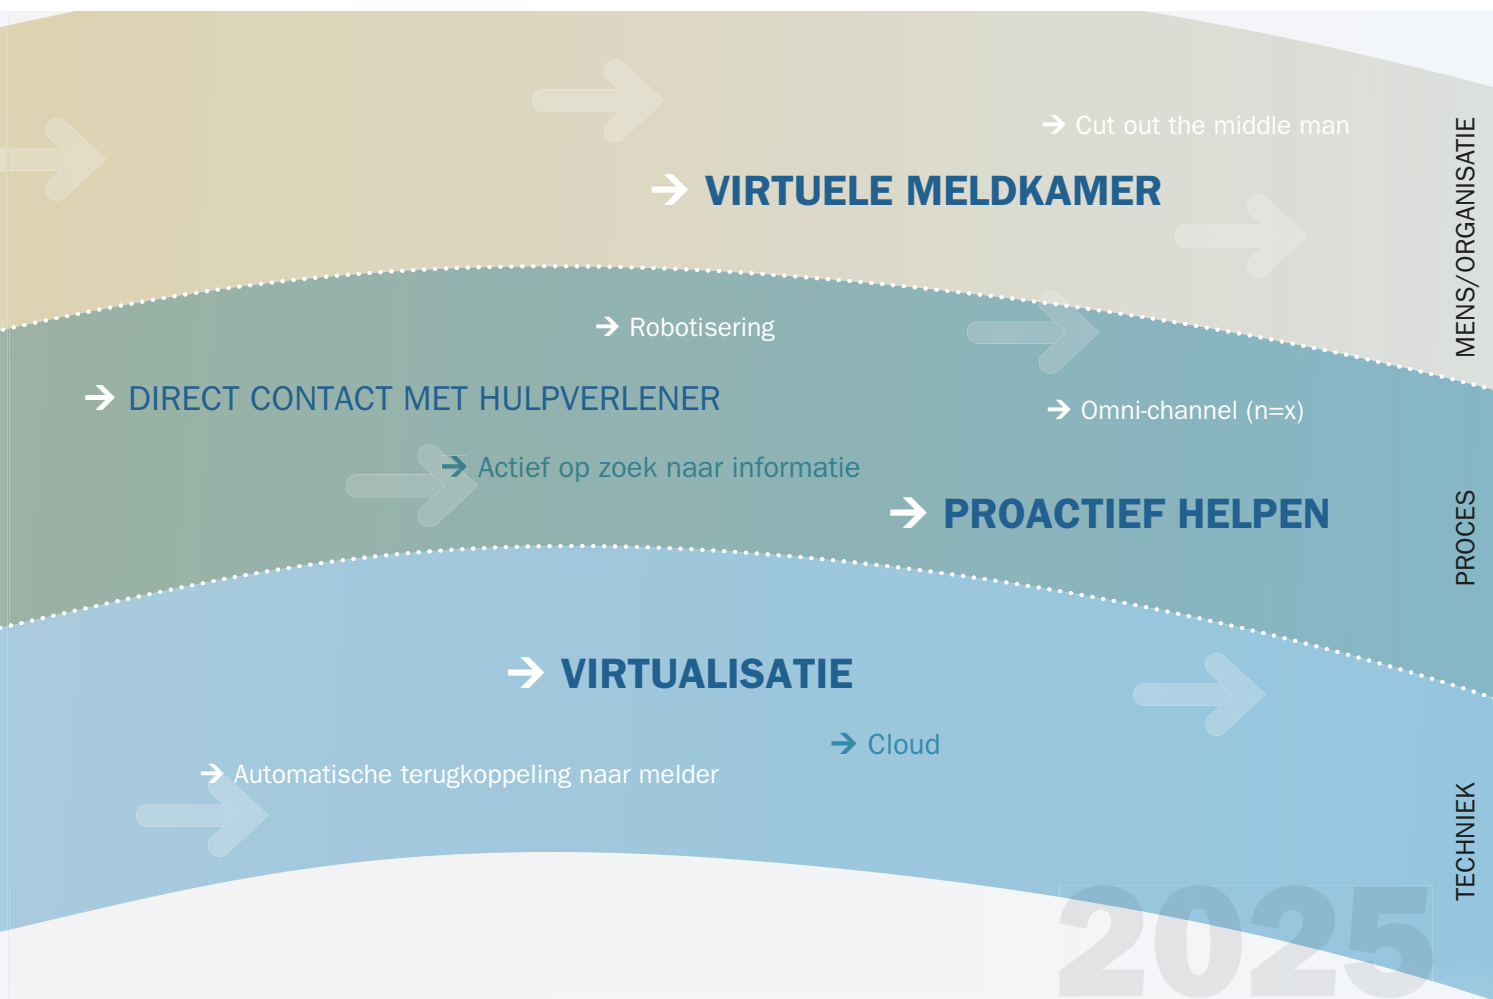 Cut out the middle man
VIRTUELE MELDKAMER
MENS/ORGANISATIE
Robotisering
DIRECT CONTACT MET HULPVERLENER
Omni-channel (n=x)
Actief op zoek naar informatie
PROACTIEF HELPEN
PROCES
VIRTUALISATIE
Cloud
Automatische terugkoppeling naar melder
TECHNIEK
2025